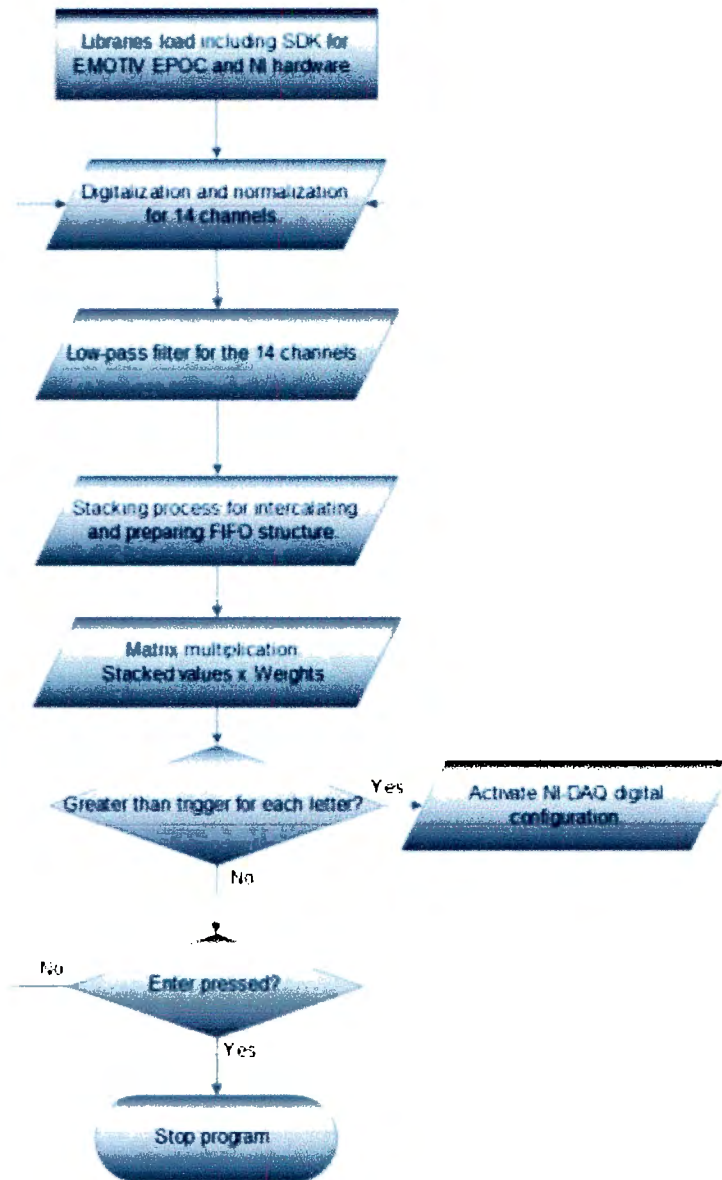 Libraries load including SDK for
EMOTIV EPOC and NI hardware
Digitalization and normalization
for 14 channels.
Low-pass filter for the 14 channels
Stacking process for intercalating
and preparing FIFO structure.
Matrix multiplication
Stacked values x Weights
Greater than trigger for each letter?
Yes
Activate NI-DAQ digital
configuration
No
No
Enter pressed?
Yes
Stop program